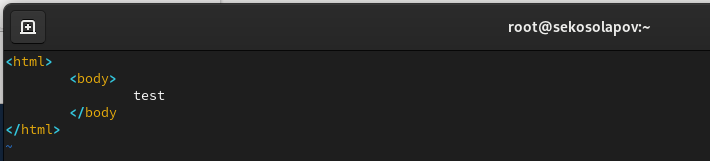 root@sekosolapov:~
<html>
<body>
test
</body
</html>
~